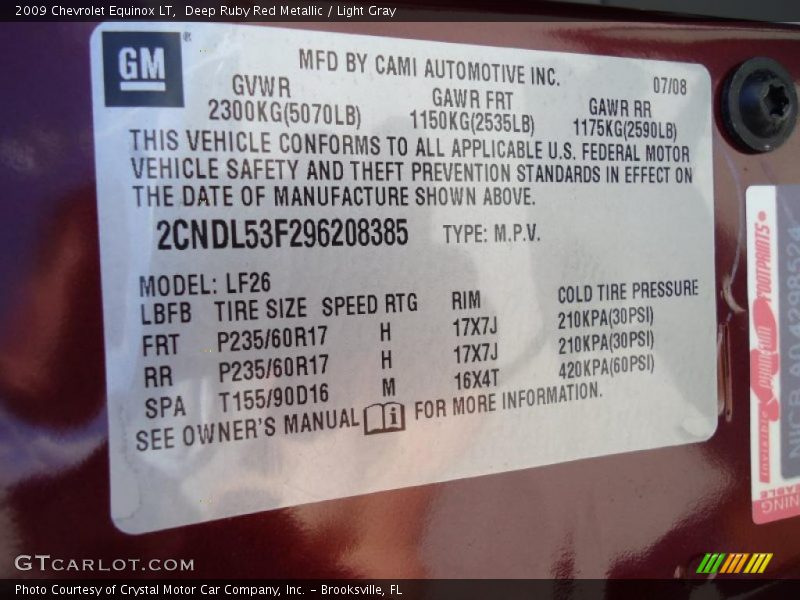 2009 Chevrolet Equinox LT, Deep Ruby Red Metallic / Light Gray
GM ®
MFD BY CAMI AUTOMOTIVE INC.
07/08
GVWR GAWR FRT GAWR RR
2300KG(5070LB) 1150KG(2535LB) 1175KG(2590LB)
THIS VEHICLE CONFORMS TO ALL APPLICABLE U.S. FEDERAL MOTOR
VEHICLE SAFETY AND THEFT PREVENTION STANDARDS IN EFFECT ON
THE DATE OF MANUFACTURE SHOWN ABOVE.
2CNDL53F296208385 TYPE: M.P.V.
MODEL: LF26
LBFB TIRE SIZE SPEED RTG RIM COLD TIRE PRESSURE
FRT P235/60R17 H 17X7J 210KPA(30PSI)
RR P235/60R17 H 17X7J 210KPA(30PSI)
SPA T155/90D16 M 16X4T 420KPA(60PSI)
SEE OWNER'S MANUAL i FOR MORE INFORMATION.
PHANTOM FOOTPRINTS
GTCARLOT.COM
Photo Courtesy of Crystal Motor Car Company, Inc. – Brooksville, FL